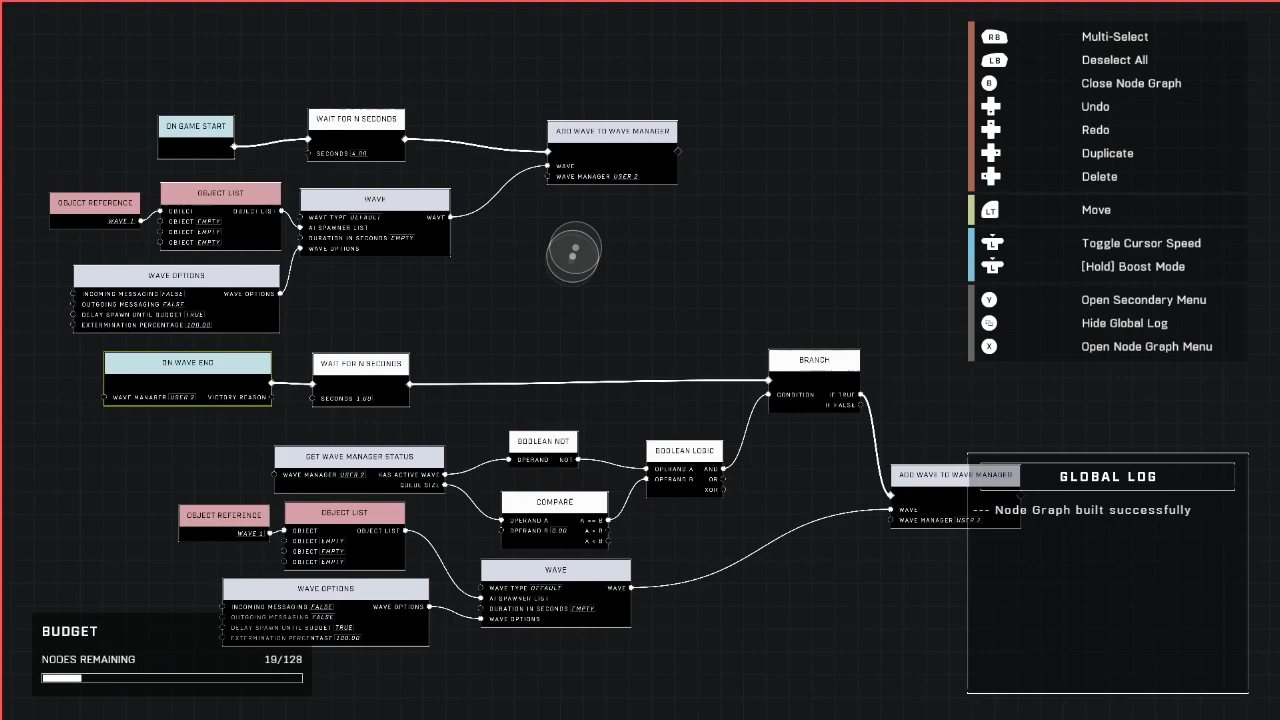 ON GAME START
WAIT FOR N SECONDS
SECONDS 4.00
ADD WAVE TO WAVE MANAGER
WAVE
WAVE MANAGER USER 2
OBJECT REFERENCE
WAVE 1
OBJECT LIST
OBJECT OBJECT LIST
OBJECT EMPTY
OBJECT EMPTY
OBJECT EMPTY
WAVE
WAVE TYPE DEFAULT WAVE
AI SPAWNER LIST
DURATION IN SECONDS EMPTY
WAVE OPTIONS
WAVE OPTIONS
INCOMING MESSAGING FALSE WAVE OPTIONS
OUTGOING MESSAGING FALSE
DELAY SPAWN UNTIL BUDGET TRUE
EXTERMINATION PERCENTAGE 100.00
ON WAVE END
WAVE MANAGER USER 2 VICTORY REASON
WAIT FOR N SECONDS
SECONDS 1.00
BRANCH
CONDITION IF TRUE
IF FALSE
GET WAVE MANAGER STATUS
WAVE MANAGER USER 2 HAS ACTIVE WAVE
QUEUE SIZE
BOOLEAN NOT
OPERAND NOT
BOOLEAN LOGIC
OPERAND A AND
OPERAND B OR
XOR
COMPARE
OPERAND A A == B
OPERAND B 0.00 A > B
A < B
ADD WAVE TO WAVE MANAGER
WAVE
WAVE MANAGER USER 2
OBJECT REFERENCE
WAVE 1
OBJECT LIST
OBJECT OBJECT LIST
OBJECT EMPTY
OBJECT EMPTY
OBJECT EMPTY
WAVE
WAVE TYPE DEFAULT WAVE
AI SPAWNER LIST
DURATION IN SECONDS EMPTY
WAVE OPTIONS
WAVE OPTIONS
INCOMING MESSAGING FALSE WAVE OPTIONS
OUTGOING MESSAGING FALSE
DELAY SPAWN UNTIL BUDGET TRUE
EXTERMINATION PERCENTAGE 100.00
BUDGET
NODES REMAINING 19/128
RB Multi-Select
LB Deselect All
B Close Node Graph
Undo
Redo
Duplicate
Delete
LT Move
L Toggle Cursor Speed
L [Hold] Boost Mode
Y Open Secondary Menu
Hide Global Log
X Open Node Graph Menu
GLOBAL LOG
--- Node Graph built successfully